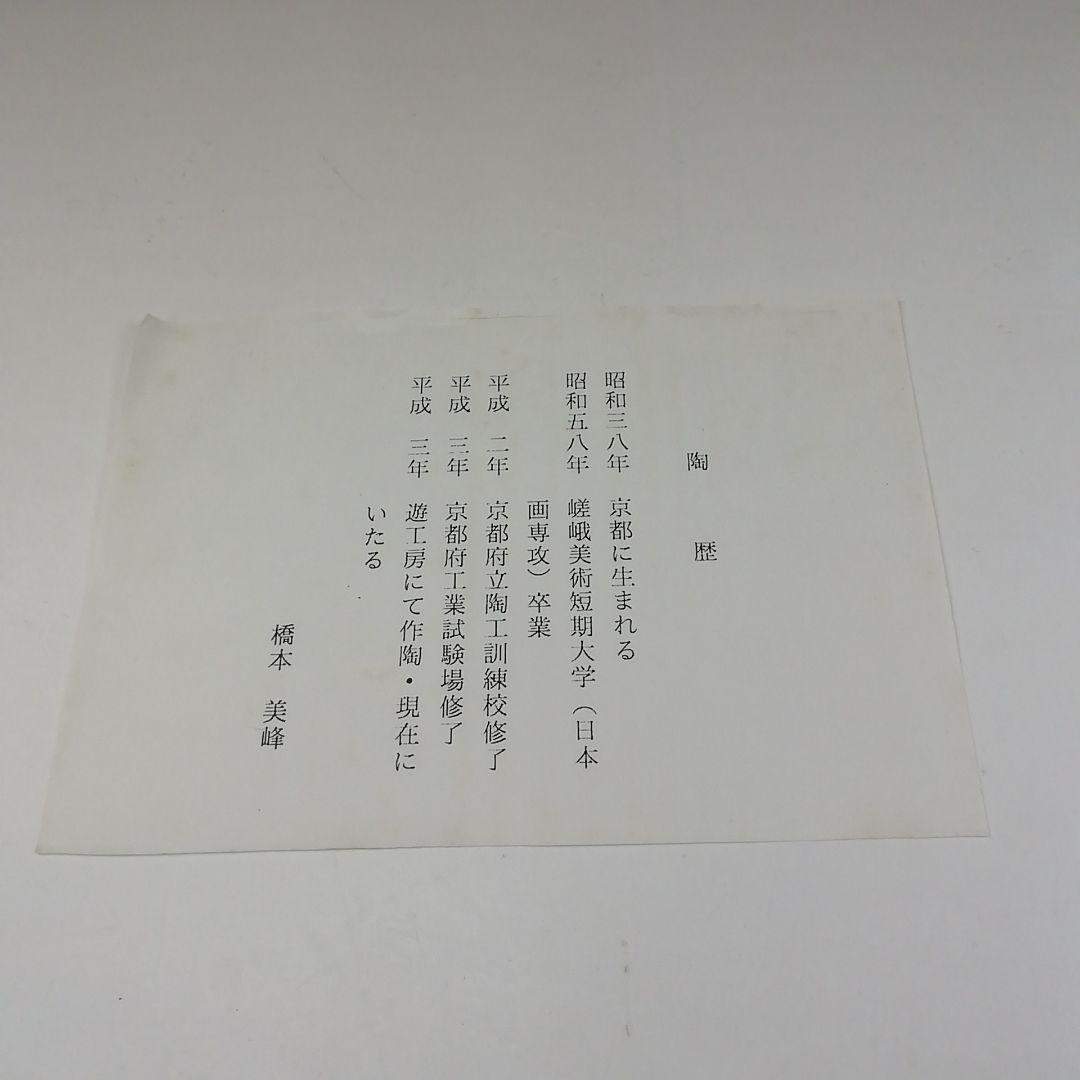 陶歴
昭和三八年 京都に生まれる
昭和五八年 嵯峨美術短期大学(日本
画専攻)卒業
平成 二年 京都府立陶工訓練校修了
平成 三年 京都府工業試験場修了
平成 三年 遊工房にて作陶・現在に
いたる
橋本 美峰